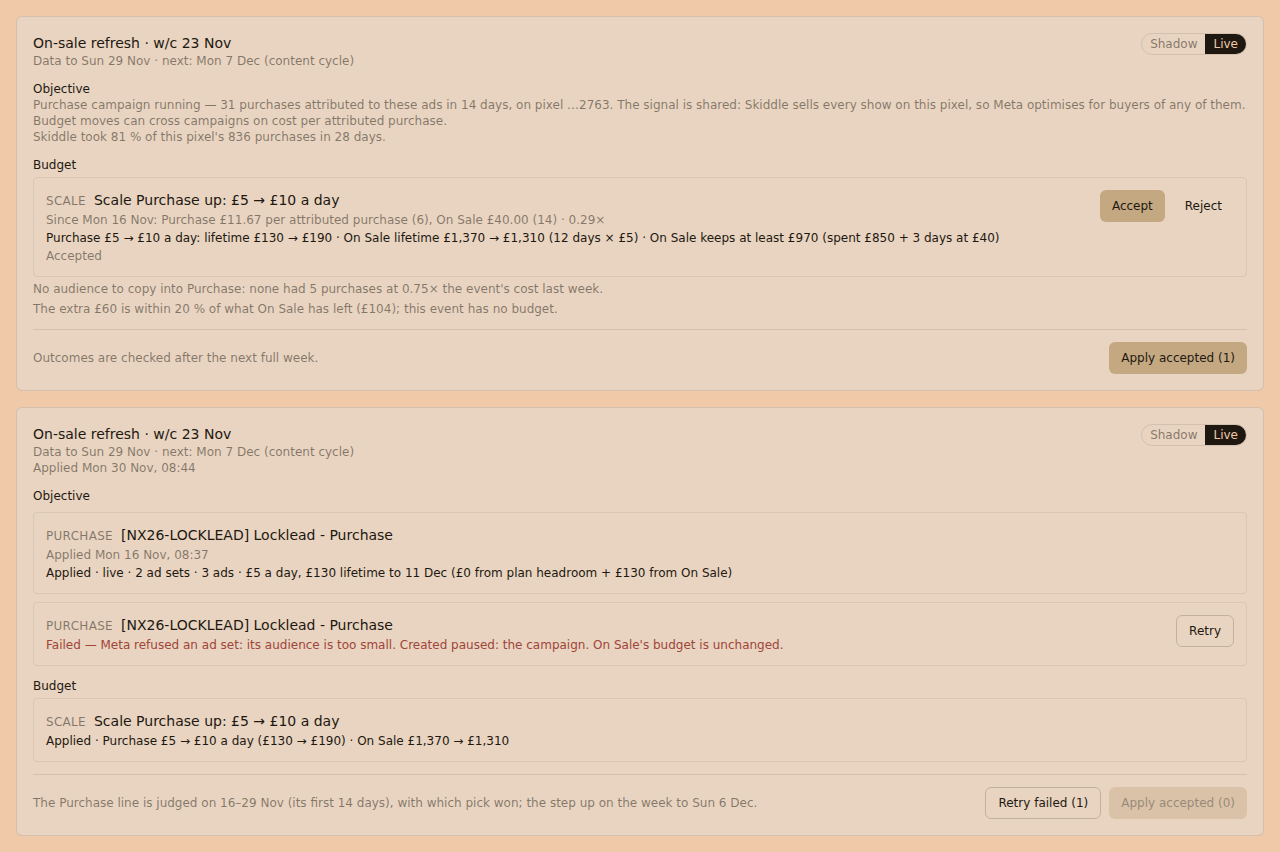 On-sale refresh · w/c 23 Nov
Shadow Live
Data to Sun 29 Nov · next: Mon 7 Dec (content cycle)
Objective
Purchase campaign running — 31 purchases attributed to these ads in 14 days, on pixel …2763. The signal is shared: Skiddle sells every show on this pixel, so Meta optimises for buyers of any of them.
Budget moves can cross campaigns on cost per attributed purchase.
Skiddle took 81 % of this pixel's 836 purchases in 28 days.
Budget
SCALE Scale Purchase up: £5 → £10 a day
Accept Reject
Since Mon 16 Nov: Purchase £11.67 per attributed purchase (6), On Sale £40.00 (14) · 0.29×
Purchase £5 → £10 a day: lifetime £130 → £190 · On Sale lifetime £1,370 → £1,310 (12 days × £5) · On Sale keeps at least £970 (spent £850 + 3 days at £40)
Accepted
No audience to copy into Purchase: none had 5 purchases at 0.75× the event's cost last week.
The extra £60 is within 20 % of what On Sale has left (£104); this event has no budget.
Outcomes are checked after the next full week.
Apply accepted (1)
On-sale refresh · w/c 23 Nov
Shadow Live
Data to Sun 29 Nov · next: Mon 7 Dec (content cycle)
Applied Mon 30 Nov, 08:44
Objective
PURCHASE [NX26-LOCKLEAD] Locklead - Purchase
Applied Mon 16 Nov, 08:37
Applied · live · 2 ad sets · 3 ads · £5 a day, £130 lifetime to 11 Dec (£0 from plan headroom + £130 from On Sale)
PURCHASE [NX26-LOCKLEAD] Locklead - Purchase
Failed — Meta refused an ad set: its audience is too small. Created paused: the campaign. On Sale's budget is unchanged.
Retry
Budget
SCALE Scale Purchase up: £5 → £10 a day
Applied · Purchase £5 → £10 a day (£130 → £190) · On Sale £1,370 → £1,310
The Purchase line is judged on 16–29 Nov (its first 14 days), with which pick won; the step up on the week to Sun 6 Dec.
Retry failed (1) Apply accepted (0)